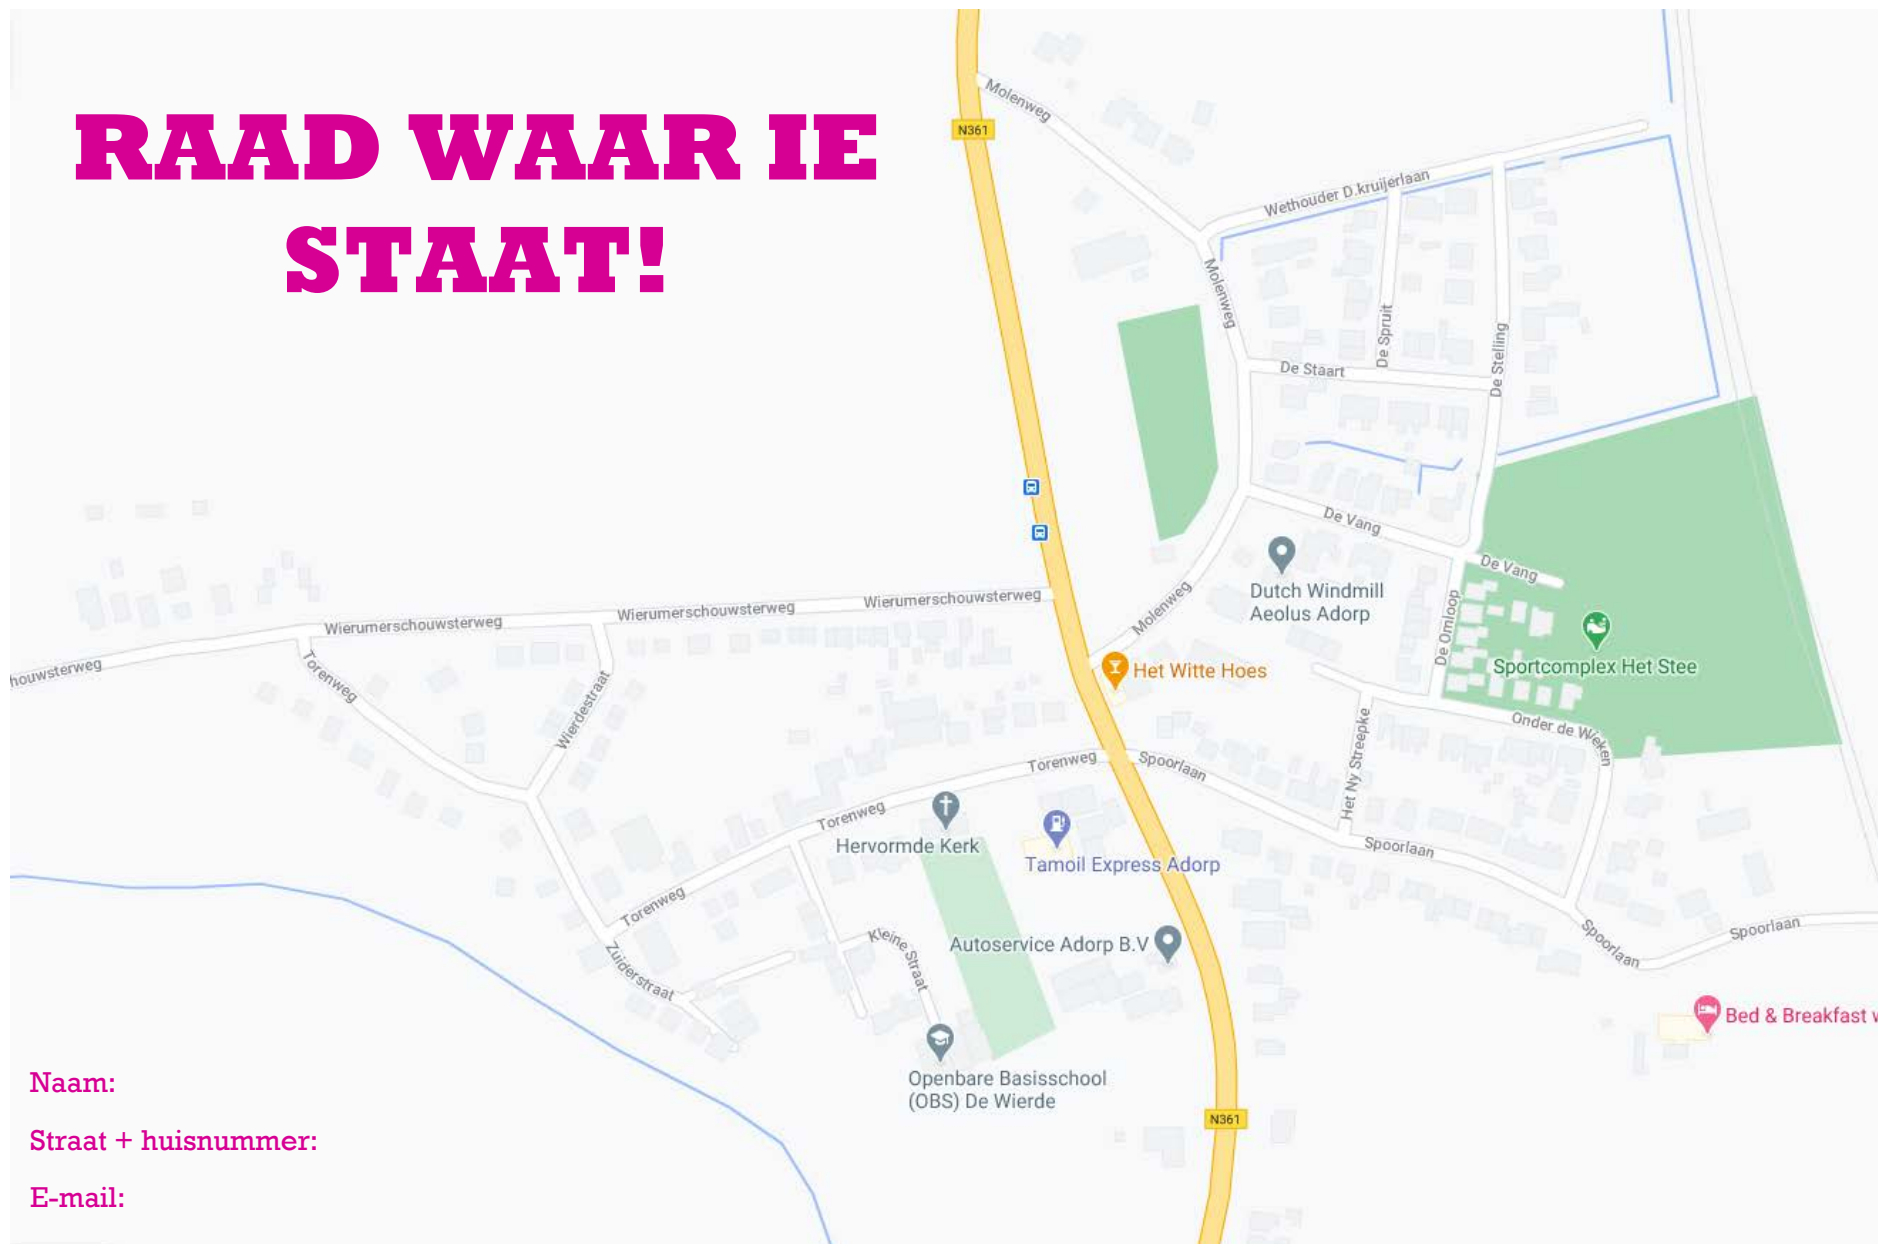 RAAD WAAR IE
STAAT!
Molenweg
N361
Wethouder D.kruijerlaan
Molenweg
De Spruit
De Stelling
De Staart
De Vang
De Vang
Dutch Windmill
Aeolus Adorp
Wierumerschouwsterweg
Wierumerschouwsterweg
Wierumerschouwsterweg
Molenweg
De Omloop
Sportcomplex Het Stee
houwsterweg
Torenweg
Wierdestraat
Het Witte Hoes
Onder de Wieken
Het Ny Streepke
Torenweg
Spoorlaan
Torenweg
Hervormde Kerk
Tamoil Express Adorp
Spoorlaan
Torenweg
Kleine Straat
Autoservice Adorp B.V
Spoorlaan
Spoorlaan
Zuiderstraat
Bed & Breakfast
Openbare Basisschool
(OBS) De Wierde
N361
Naam:
Straat + huisnummer:
E-mail: